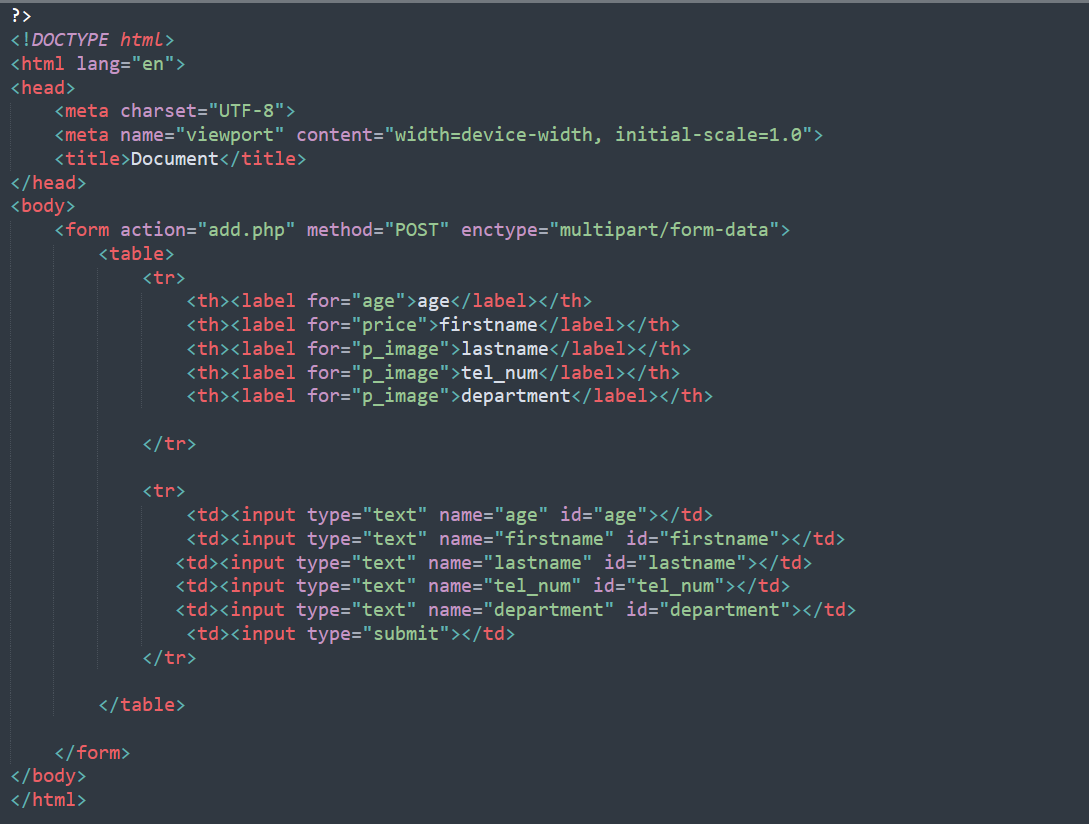 ?>
<!DOCTYPE html>
<html lang="en">
<head>
    <meta charset="UTF-8">
    <meta name="viewport" content="width=device-width, initial-scale=1.0">
    <title>Document</title>
</head>
<body>
    <form action="add.php" method="POST" enctype="multipart/form-data">
        <table>
            <tr>
                <th><label for="age">age</label></th>
                <th><label for="price">firstname</label></th>
                <th><label for="p_image">lastname</label></th>
                <th><label for="p_image">tel_num</label></th>
                <th><label for="p_image">department</label></th>
            </tr>
            <tr>
                <td><input type="text" name="age" id="age"></td>
                <td><input type="text" name="firstname" id="firstname"></td>
               <td><input type="text" name="lastname" id="lastname"></td>
               <td><input type="text" name="tel_num" id="tel_num"></td>
               <td><input type="text" name="department" id="department"></td>
                <td><input type="submit"></td>
            </tr>
        </table>
    </form>
</body>
</html>